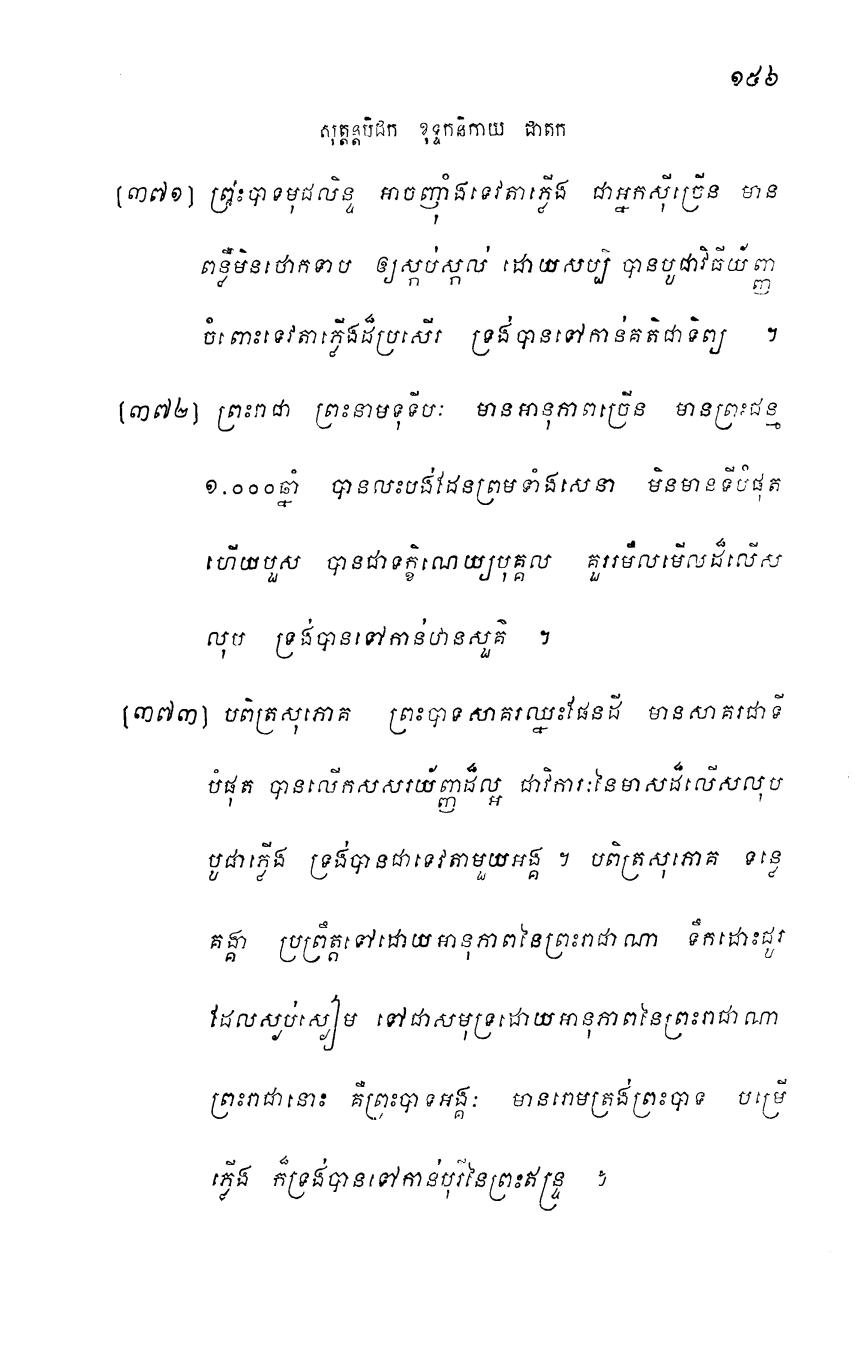 ១៥៦
សុត្តន្តបិដក ខុទ្ទកនិកាយ ជាតក
[៣៧១] ព្រះបាទមុជលិន្ទ អាចញ៉ាំងទេវតាភ្លើង ជាអ្នកស៊ីច្រើន មាន
ពន្លឺមិនថោកទាប ឲ្យស្កប់ស្កល់ ដោយសប្បិ បានបូជាវិធីយ័ញ្ញ
ចំពោះទេវតាភ្លើងដ៏ប្រសើរ ទ្រង់បានទៅកាន់គតិជាទិព្យ ។
[៣៧២] ព្រះរាជា ព្រះនាមទុទីបៈ មានអានុភាពច្រើន មានព្រះជន្ម
១.០០០ឆ្នាំ បានលះបង់ដែនព្រមទាំងសេនា មិនមានទីបំផុត
ហើយបួស បានជាទក្ខិណេយ្យបុគ្គល គួររមឹលមើលដ៏លើស
លុប ទ្រង់បានទៅកាន់ឋានសួគ៌ ។
[៣៧៣] បពិត្រសុភោគ ព្រះបាទសាគរឈ្នះផែនដី មានសាគរជាទី
បំផុត បានលើកសសរយ័ញ្ញដ៏ល្អ ជាវិការៈនៃមាសដ៏លើសលុប
បូជាភ្លើង ទ្រង់បានជាទេវតាមួយអង្គ ។ បពិត្រសុភោគ ទន្លេ
គង្គា ប្រព្រឹត្តទៅដោយអានុភាពនៃព្រះរាជាណា ទឹកដោះជូរ
ដែលស្ងប់ស្ងៀម ទៅជាសមុទ្រដោយអានុភាពនៃព្រះរាជាណា
ព្រះរាជានោះ គឺព្រះបាទអង្គៈ មានរោមត្រង់ព្រះបាទ បម្រើ
ភ្លើង ក៏ទ្រង់បានទៅកាន់បុរីនៃព្រះឥន្ទ្រ ។